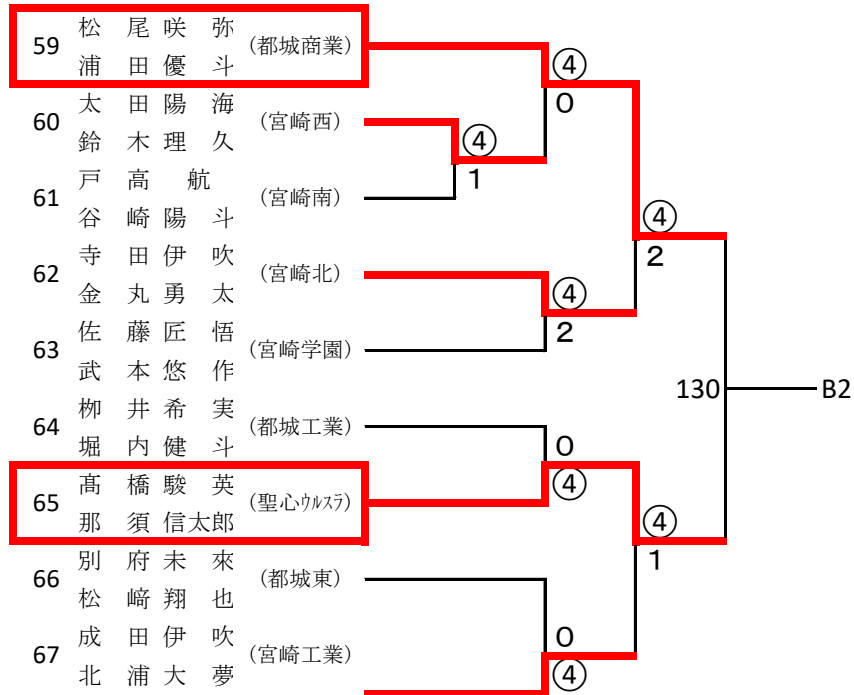 59 松尾咲弥 (都城商業)
浦田優斗
④
0
60 太田陽海 (宮崎西)
鈴木理久
④
1
61 戸高航 (宮崎南)
谷崎陽斗
④
2
62 寺田伊吹 (宮崎北)
金丸勇太
④
2
63 佐藤匠悟 (宮崎学園)
武本悠作
130 B2
64 栁井希実 (都城工業)
堀内健斗
0
④
65 髙橋駿英 (聖心ｳﾙｽﾗ)
那須信太郎
④
1
66 別府未來 (都城東)
松﨑翔也
0
④
67 成田伊吹 (宮崎工業)
北浦大夢